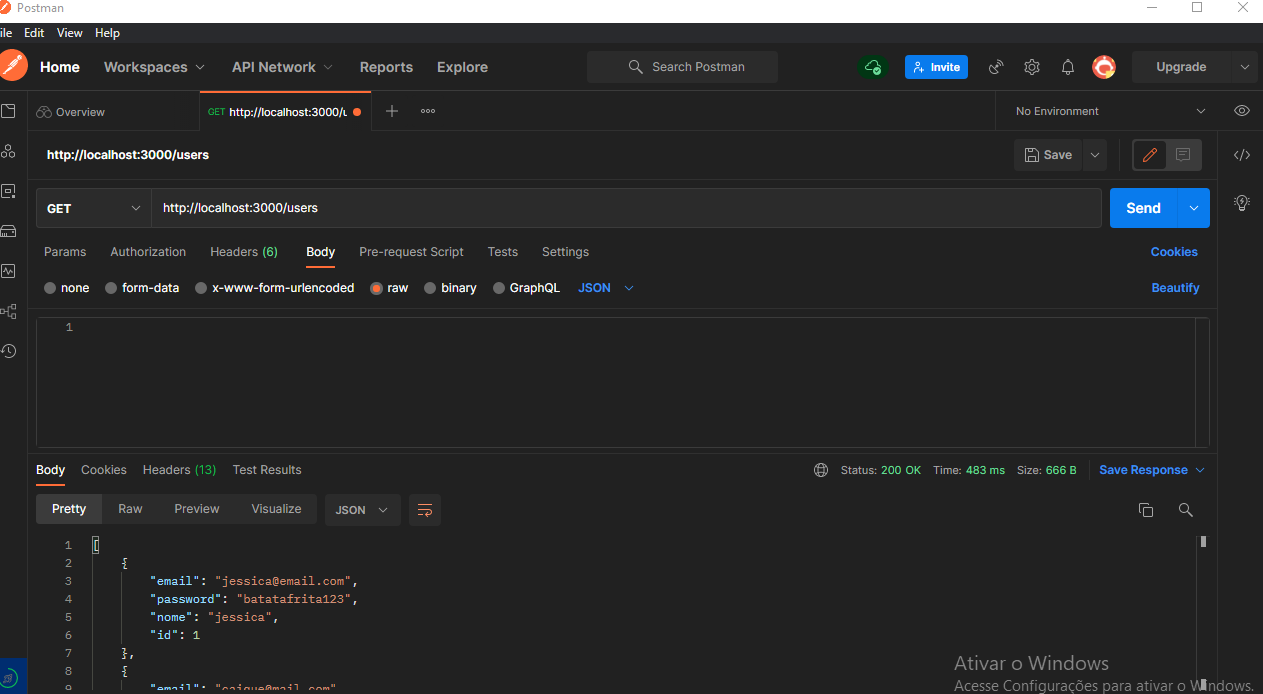 Postman
ile Edit View Help
Home Workspaces API Network Reports Explore Search Postman Invite Upgrade
Overview GET http://localhost:3000/u No Environment
http://localhost:3000/users Save
GET http://localhost:3000/users Send
Params Authorization Headers (6) Body Pre-request Script Tests Settings Cookies
none form-data x-www-form-urlencoded raw binary GraphQL JSON Beautify
1
Body Cookies Headers (13) Test Results Status: 200 OK Time: 483 ms Size: 666 B Save Response
Pretty Raw Preview Visualize JSON
1 [
2 {
3 "email": "jessica@email.com",
4 "password": "batatafrita123",
5 "nome": "jessica",
6 "id": 1
7 },
8 {
9 "email": "caique@mail.com"
Ativar o Windows
Acesse Configurações para ativar o Windows.